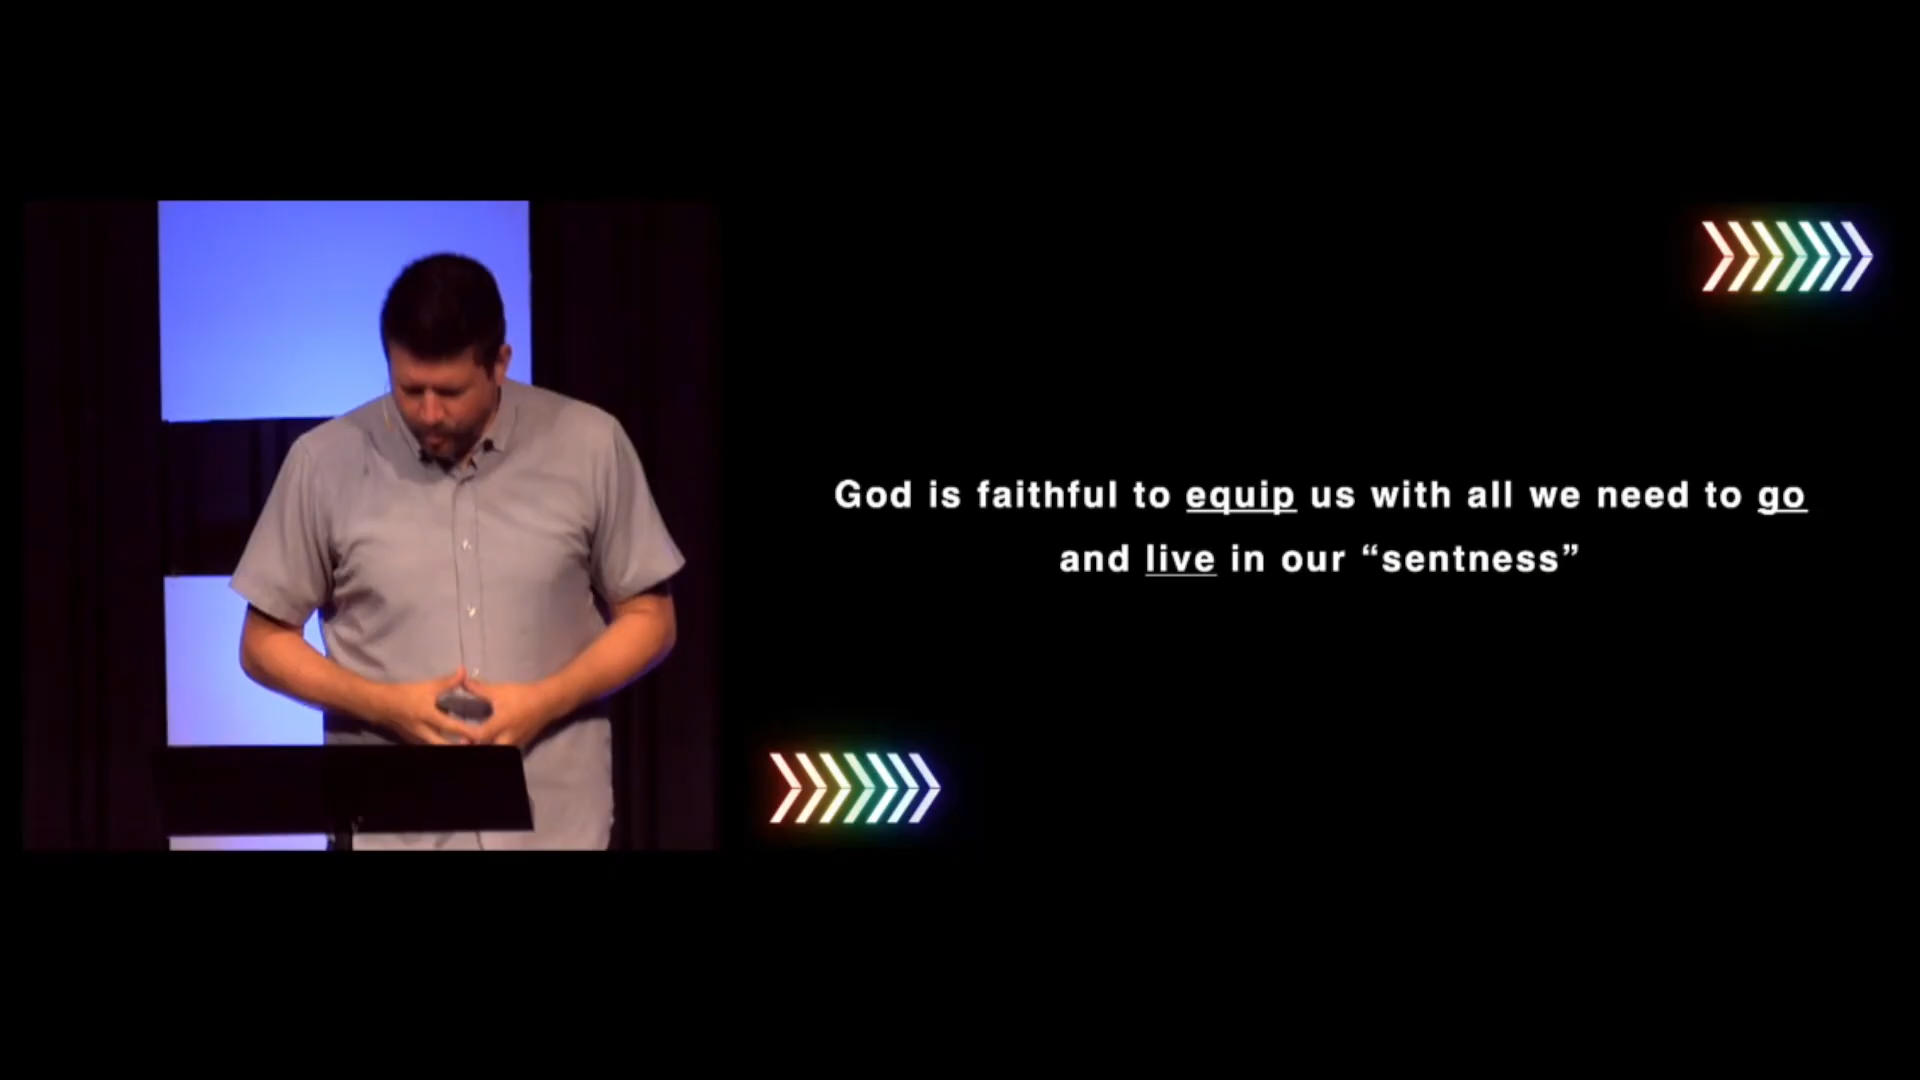 God is faithful to equip us with all we need to go
and live in our “sentness”